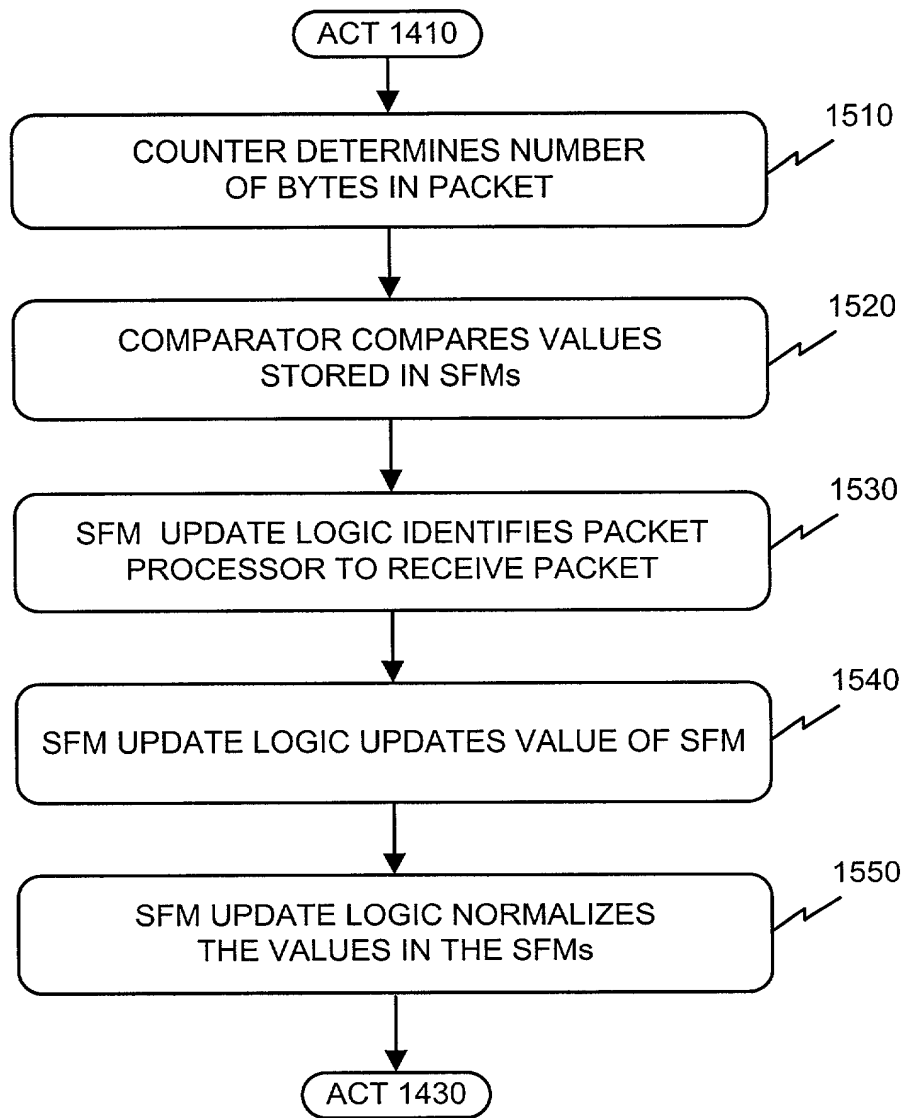 ACT 1410
1510
COUNTER DETERMINES NUMBER
OF BYTES IN PACKET
1520
COMPARATOR COMPARES VALUES
STORED IN SFMs
1530
SFM UPDATE LOGIC IDENTIFIES PACKET
PROCESSOR TO RECEIVE PACKET
1540
SFM UPDATE LOGIC UPDATES VALUE OF SFM
1550
SFM UPDATE LOGIC NORMALIZES
THE VALUES IN THE SFMs
ACT 1430